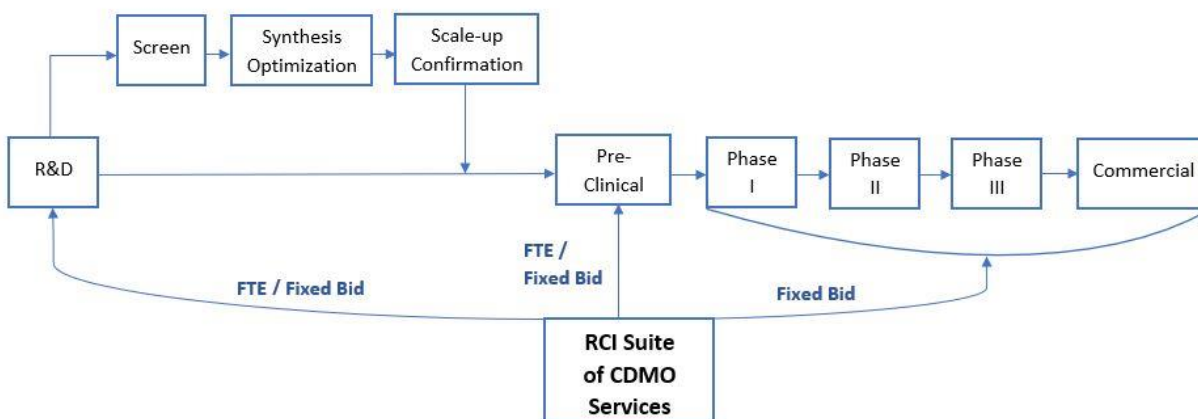 Screen
Synthesis
Optimization
Scale-up
Confirmation
R&D
Pre-
Clinical
Phase
I
Phase
II
Phase
III
Commercial
FTE / Fixed Bid
FTE /
Fixed Bid
Fixed Bid
RCI Suite
of CDMO
Services